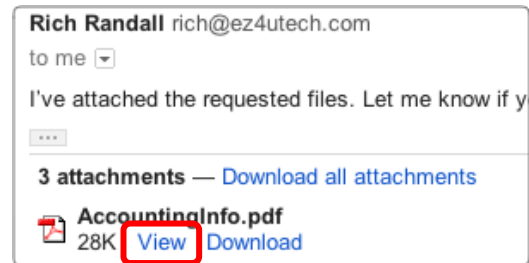 Rich Randall rich@ez4utech.com
to me
I've attached the requested files. Let me know if
...
3 attachments — Download all attachments
AccountingInfo.pdf
28K View Download